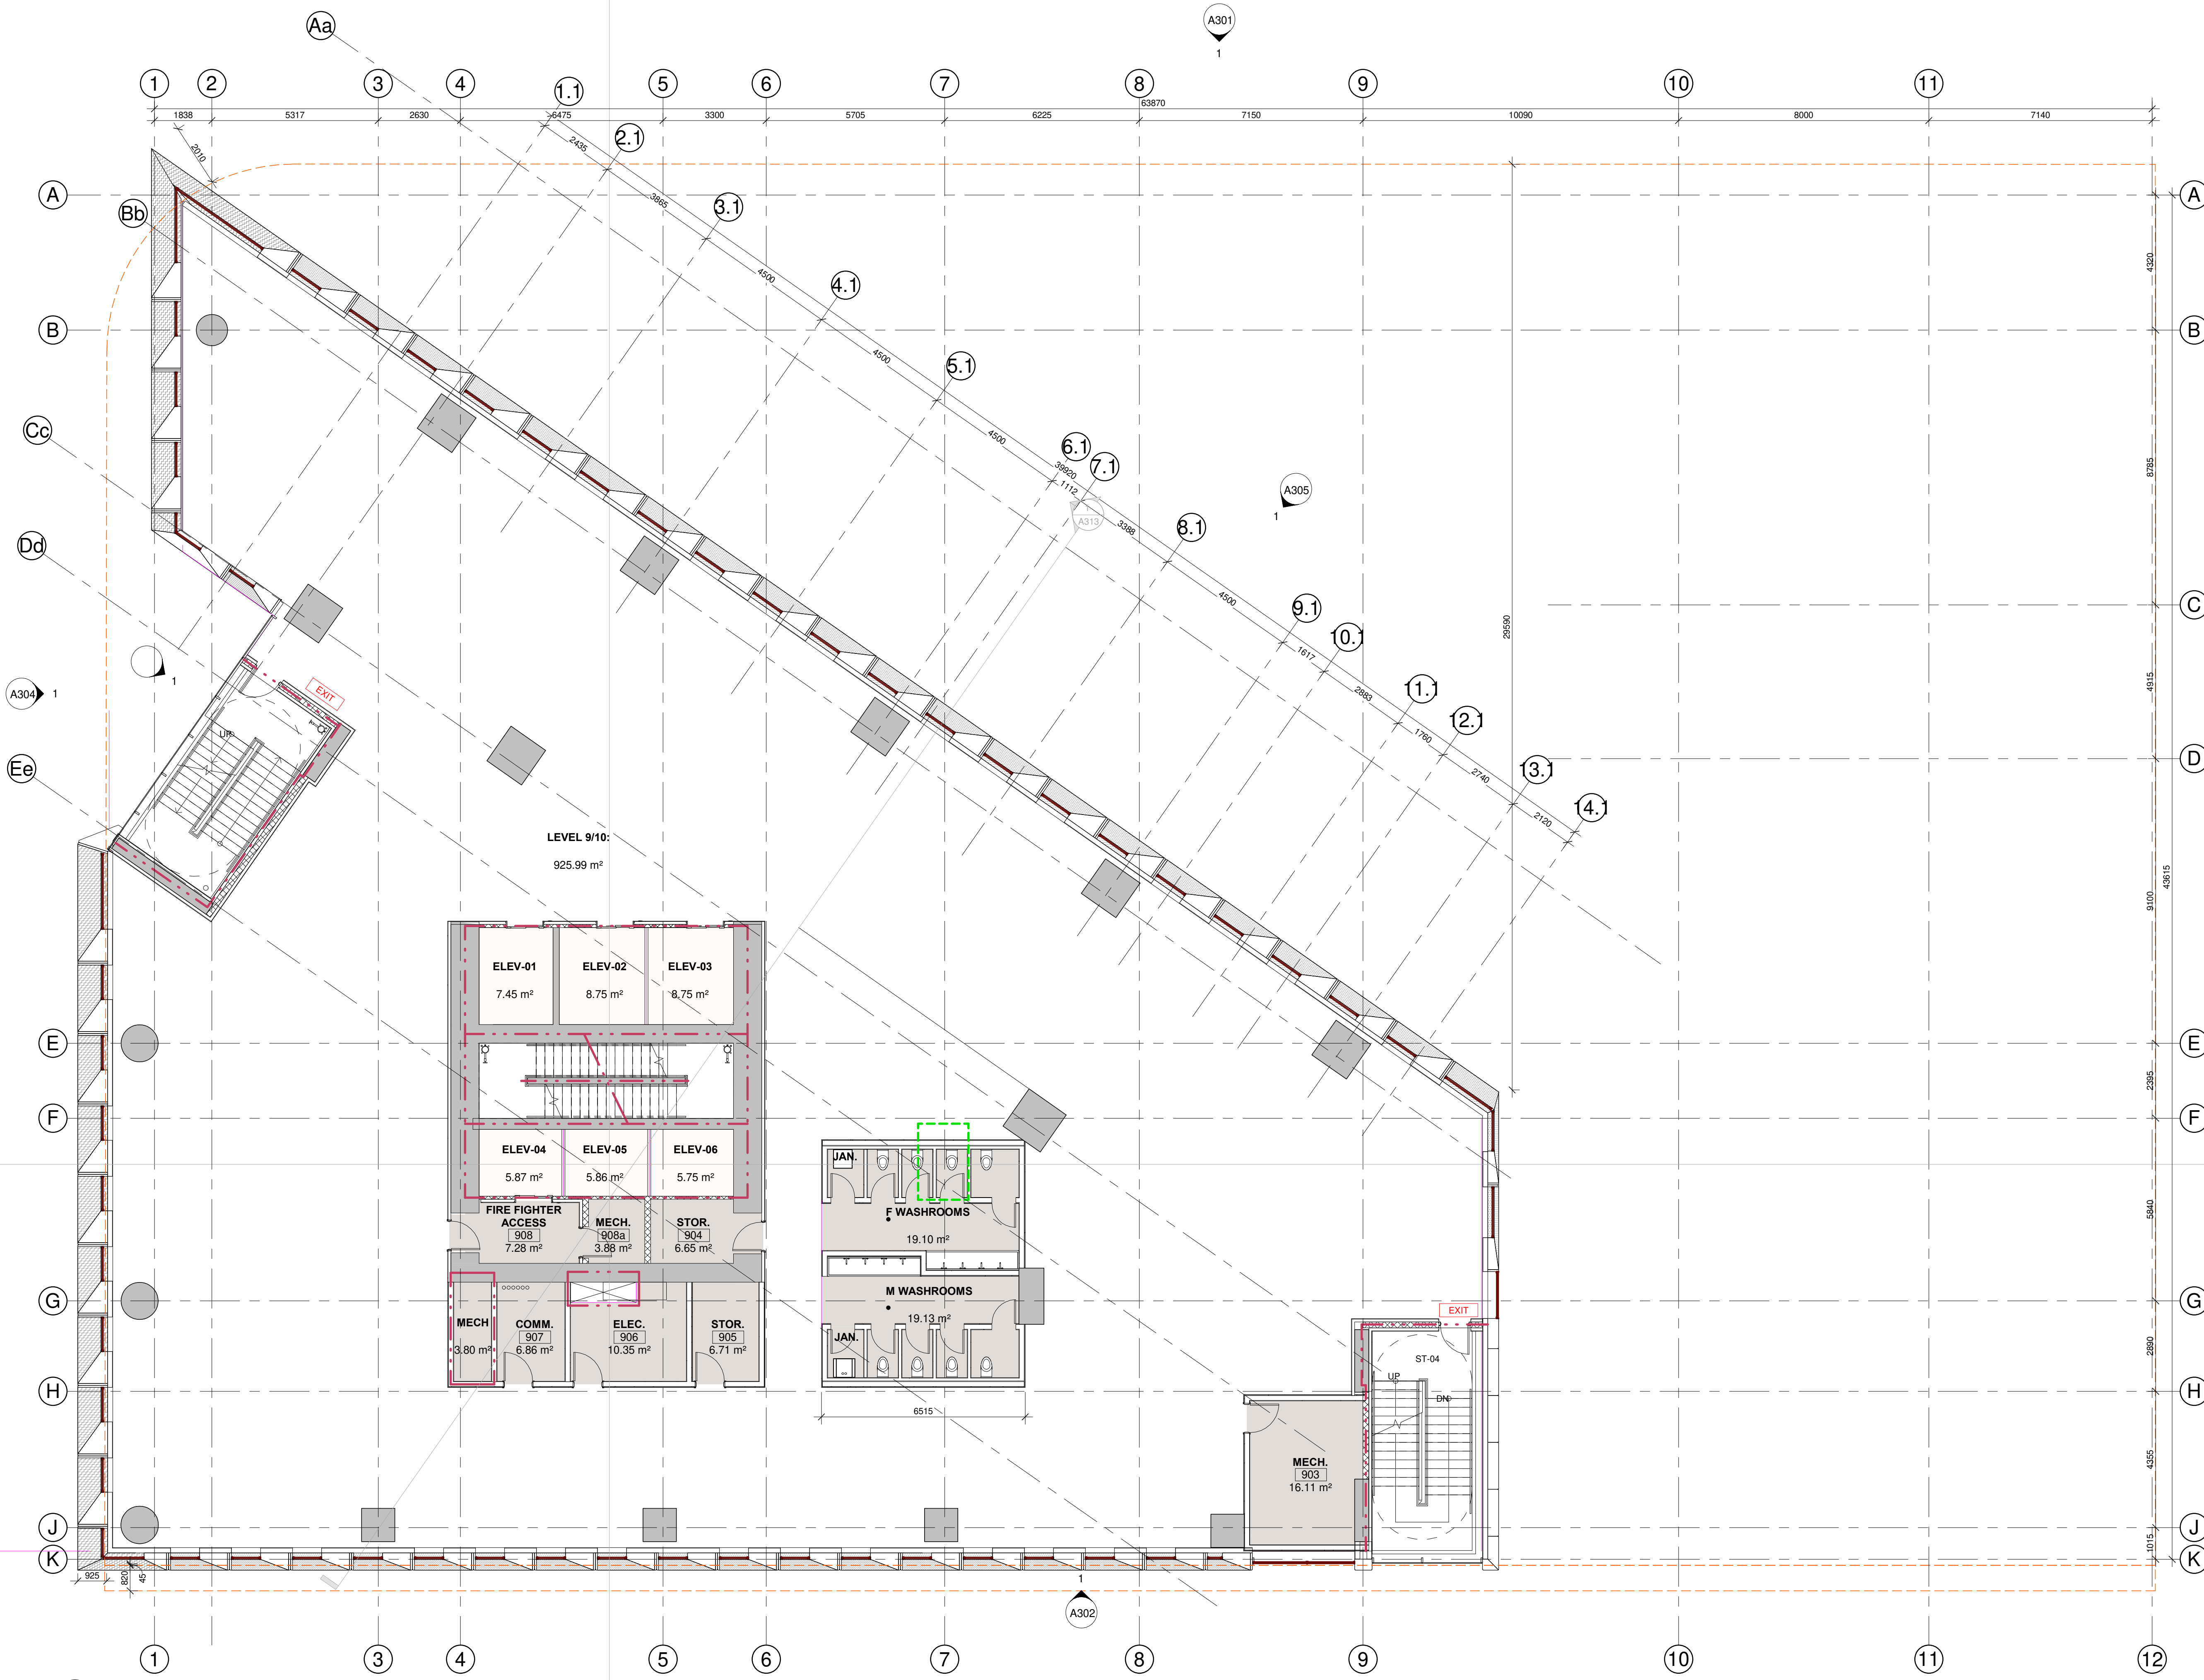 Aa
A301
1
1
2
3
4
1.1
5
6
7
8
9
10
11
63870
1838
5317
2630
6475
3300
5705
6225
7150
10090
8000
7140
2.1
2435
2010
A
3865
3.1
A
Bb
4320
4500
4.1
B
B
4500
5.1
Cc
4500
6.1
39920
7.1
8785
1112
A305
1
1
A313
3388
8.1
Dd
4500
9.1
C
29590
1617
10.1
A304
1
1
EXIT
2883
11.1
4915
UP
1760
12.1
Ee
2740
13.1
D
2120
14.1
LEVEL 9/10:
925.99 m²
43615
9100
ELEV-01
ELEV-02
ELEV-03
7.45 m²
8.75 m²
8.75 m²
E
E
2395
F
F
ELEV-04
ELEV-05
ELEV-06
5.87 m²
5.86 m²
5.75 m²
JAN.
FIRE FIGHTER
ACCESS
908
7.28 m²
MECH.
908a
3.88 m²
STOR.
904
6.65 m²
F WASHROOMS
19.10 m²
5840
G
G
M WASHROOMS
19.13 m²
EXIT
MECH
3.80 m²
COMM.
907
6.86 m²
ELEC.
906
10.35 m²
STOR.
905
6.71 m²
JAN.
ST-04
2890
UP
DN
H
H
6515
MECH.
903
16.11 m²
4355
J
J
1015
K
K
925
820
45
1
A302
1
3
4
5
6
7
8
9
10
11
12